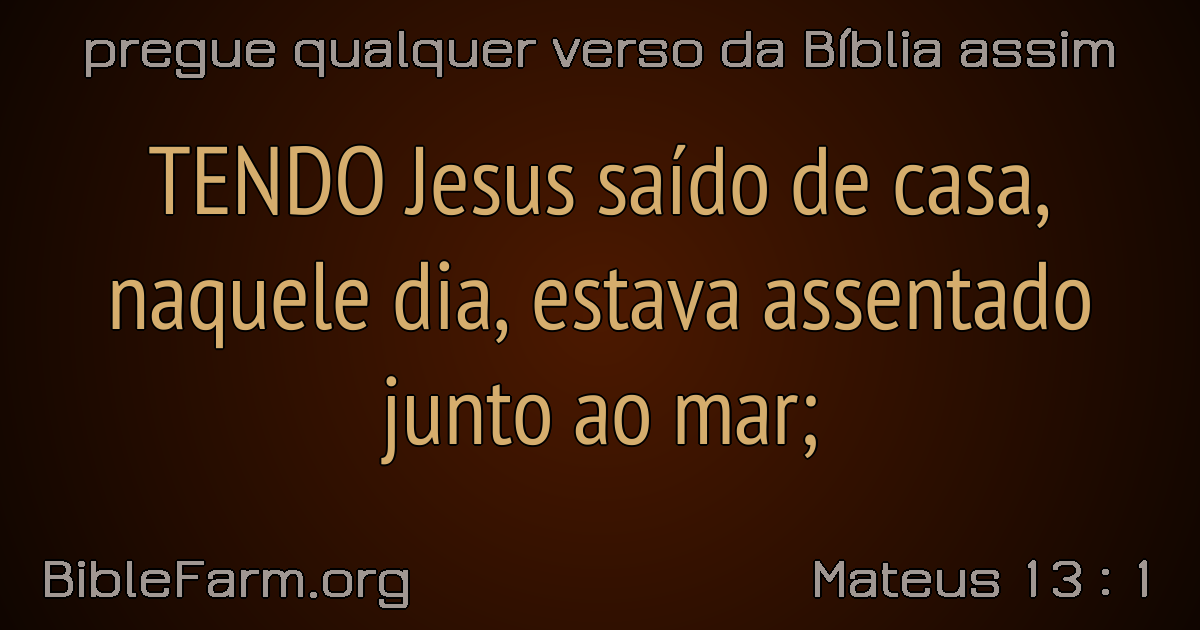 pregue qualquer verso da Bíblia assim
TENDO Jesus saído de casa,
naquele dia, estava assentado
junto ao mar;
BibleFarm.org
Mateus 13 : 1